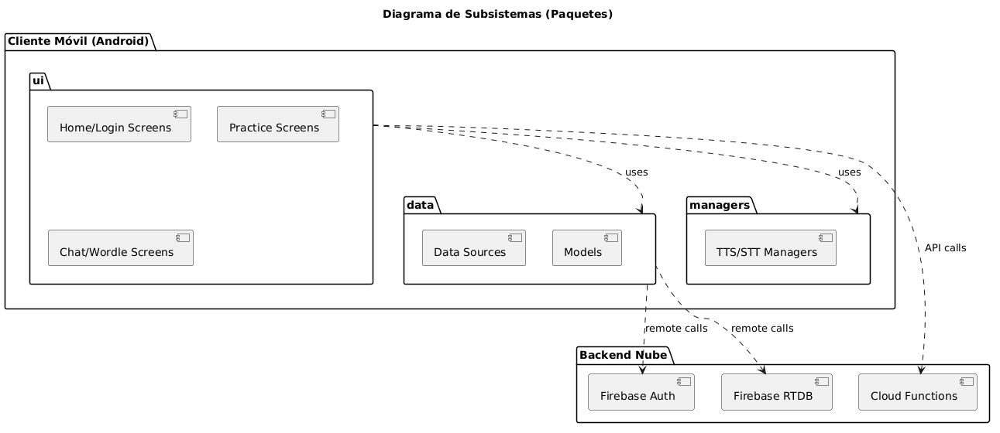 Diagrama de Subsistemas (Paquetes)
Cliente Móvil (Android)
ui
Home/Login Screens
Practice Screens
Chat/Wordle Screens
uses
uses
data
Data Sources
Models
managers
TTS/STT Managers
API calls
remote calls
remote calls
Backend Nube
Firebase Auth
Firebase RTDB
Cloud Functions